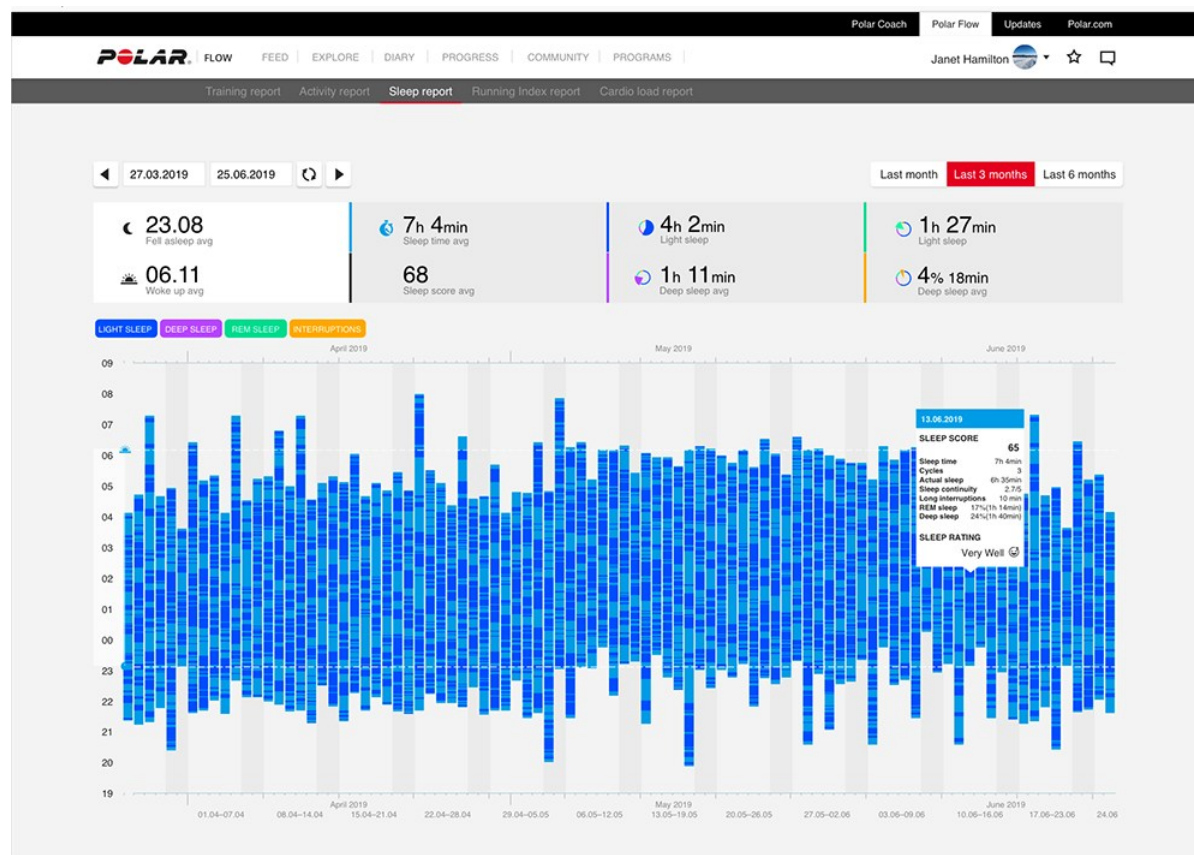 Polar Coach Polar Flow Updates Polar.com
POLAR. FLOW FEED EXPLORE DIARY PROGRESS COMMUNITY PROGRAMS Janet Hamilton
Training report Activity report Sleep report Running Index report Cardio load report
27.03.2019 25.06.2019 Last month Last 3 months Last 6 months
23.08 7h 4min 4h 2min 1h 27min
Fell asleep avg Sleep time avg Light sleep Light sleep
06.11 68 1h 11min 4% 18min
Woke up avg Sleep score avg Deep sleep avg Deep sleep avg
LIGHT SLEEP DEEP SLEEP REM SLEEP INTERRUPTIONS
April 2019 May 2019 June 2019
09
08
07
06
05
04
03
02
01
00
23
22
21
20
19
13.06.2019
SLEEP SCORE
65
Sleep time 7h 4min
Cycles 3
Actual sleep 6h 35min
Sleep continuity 2.7/5
Long interruptions 10 min
REM sleep 17%(1h 14min)
Deep sleep 24%(1h 40min)
SLEEP RATING
Very Well
April 2019 May 2019 June 2019
01.04–07.04 08.04–14.04 15.04–21.04 22.04–28.04 29.04–05.05 06.05–12.05 13.05–19.05 20.05–26.05 27.05–02.06 03.06–09.06 10.06–16.06 17.06–23.06 24.06